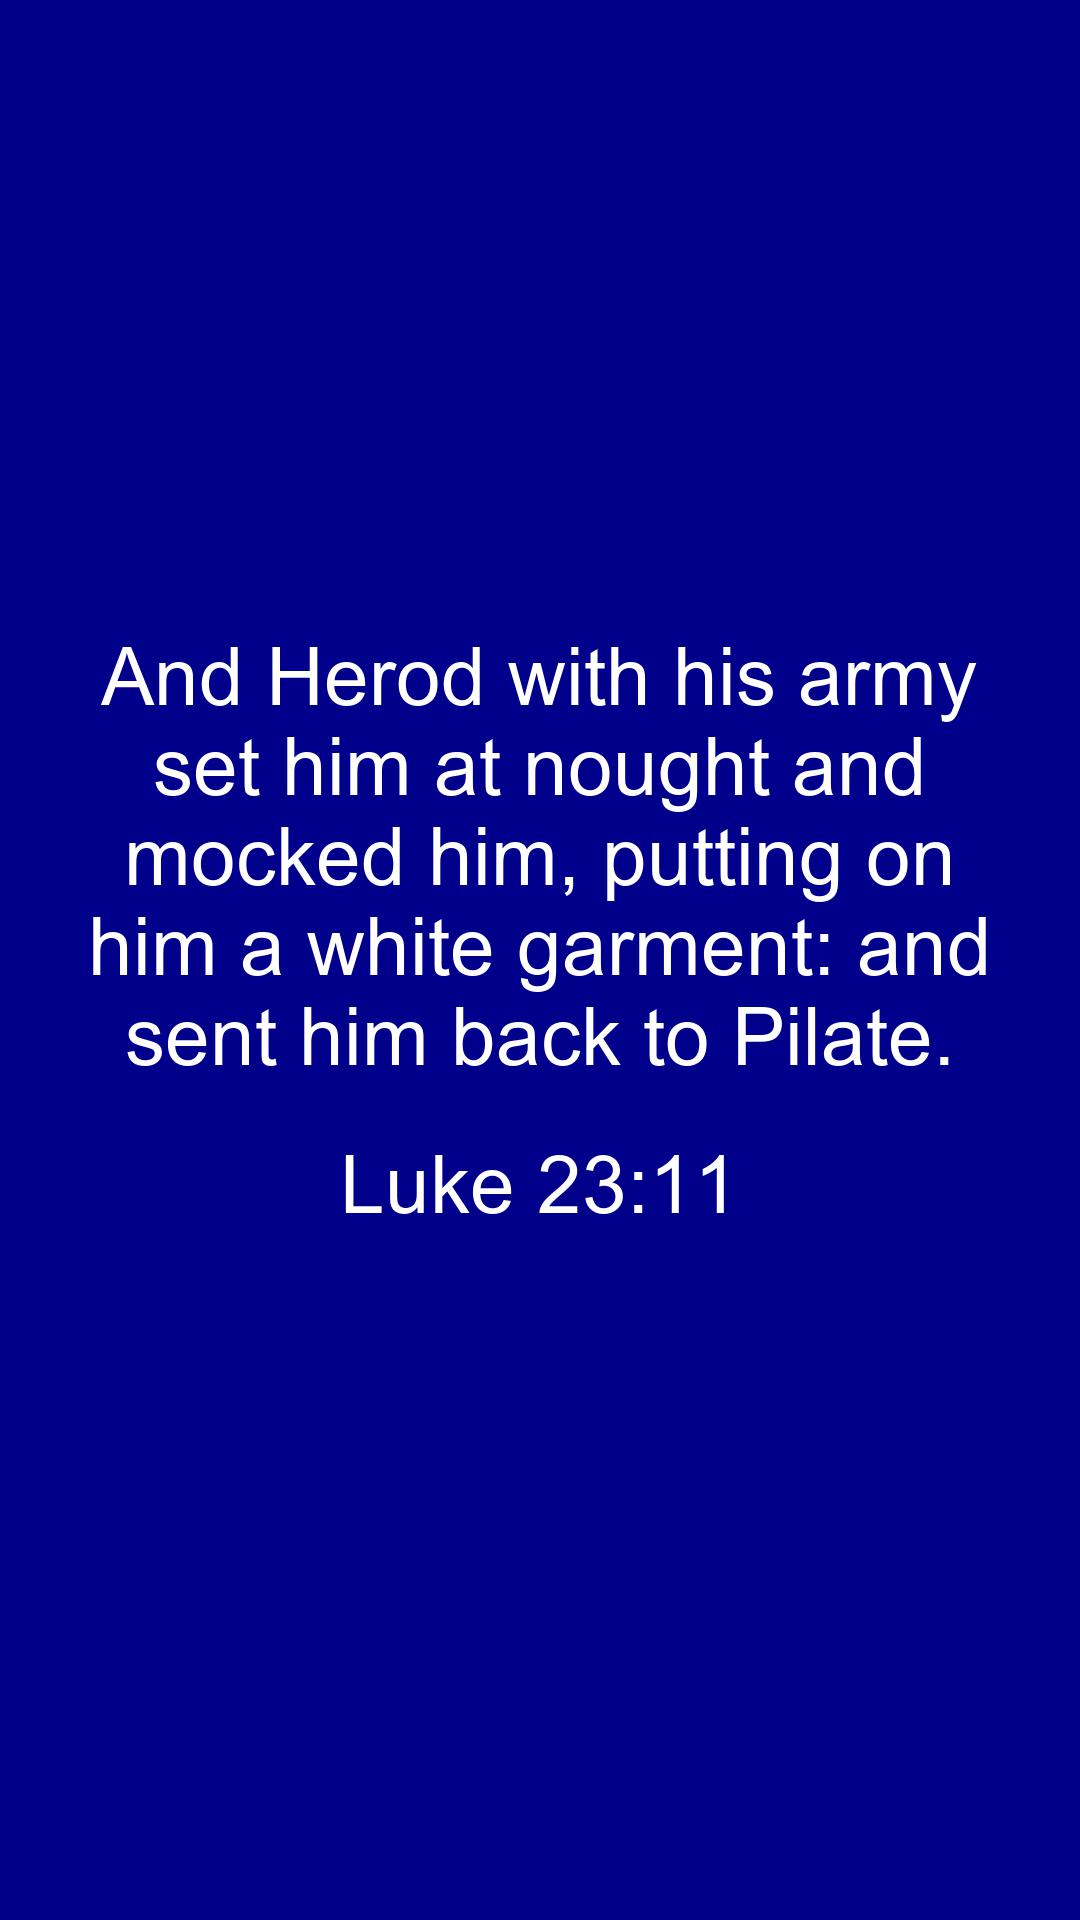 And Herod with his army
set him at nought and
mocked him, putting on
him a white garment: and
sent him back to Pilate.
Luke 23:11